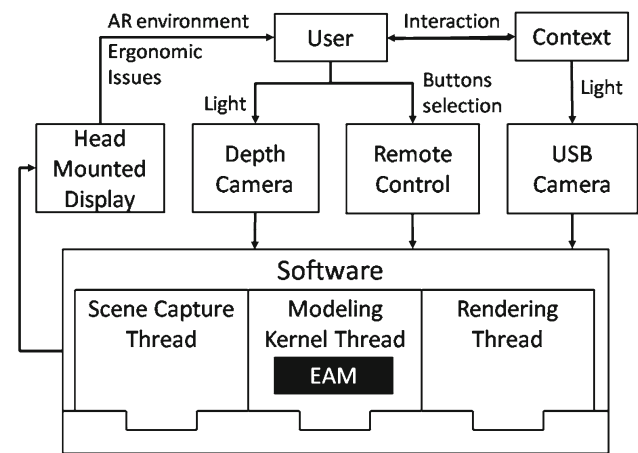 AR environment
Ergonomic
Issues
User
Interaction
Context
Light
Buttons
selection
Light
Head
Mounted
Display
Depth
Camera
Remote
Control
USB
Camera
Software
Scene Capture
Thread
Modeling
Kernel Thread
EAM
Rendering
Thread